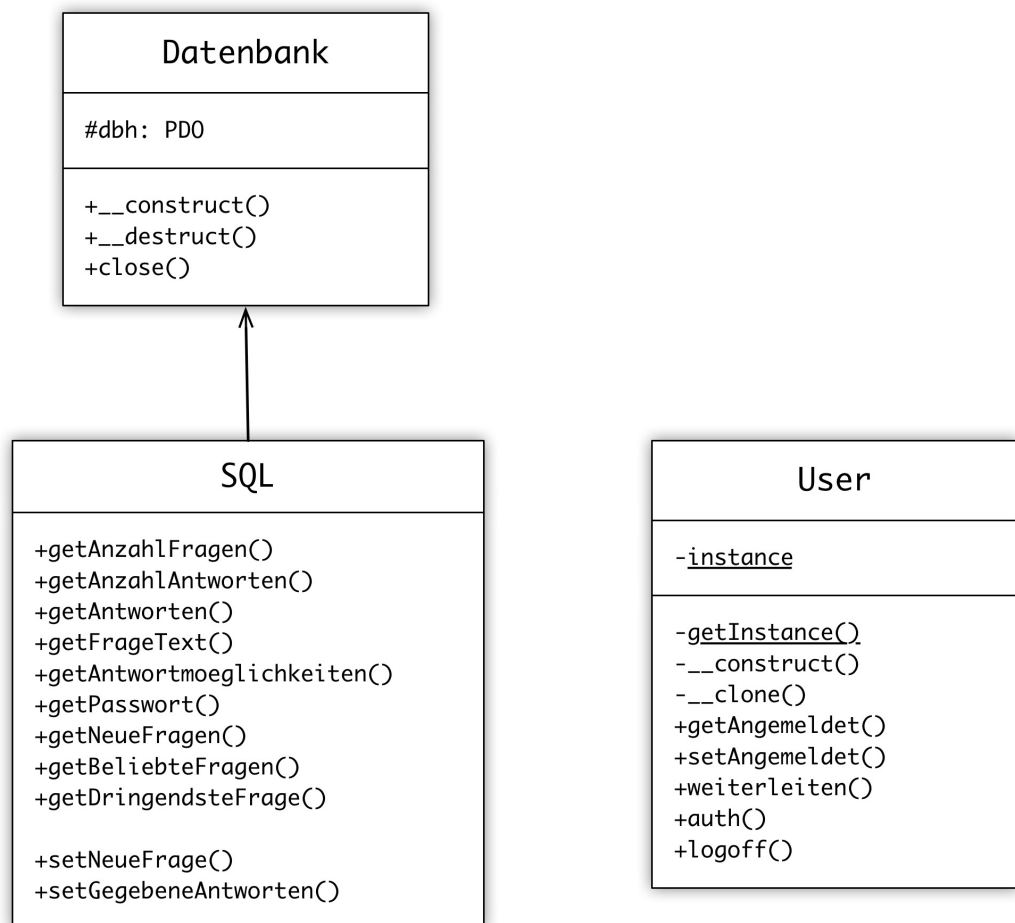 Datenbank
#dbh: PDO
+__construct()
+__destruct()
+close()
SQL
+getAnzahlFragen()
+getAnzahlAntworten()
+getAntworten()
+getFrageText()
+getAntwortmoeglichkeiten()
+getPasswort()
+getNeueFragen()
+getBeliebteFragen()
+getDringendsteFrage()
+setNeueFrage()
+setGegebeneAntworten()
User
-instance
-getInstance()
-__construct()
-__clone()
+getAngemeldet()
+setAngemeldet()
+weiterleiten()
+auth()
+logoff()